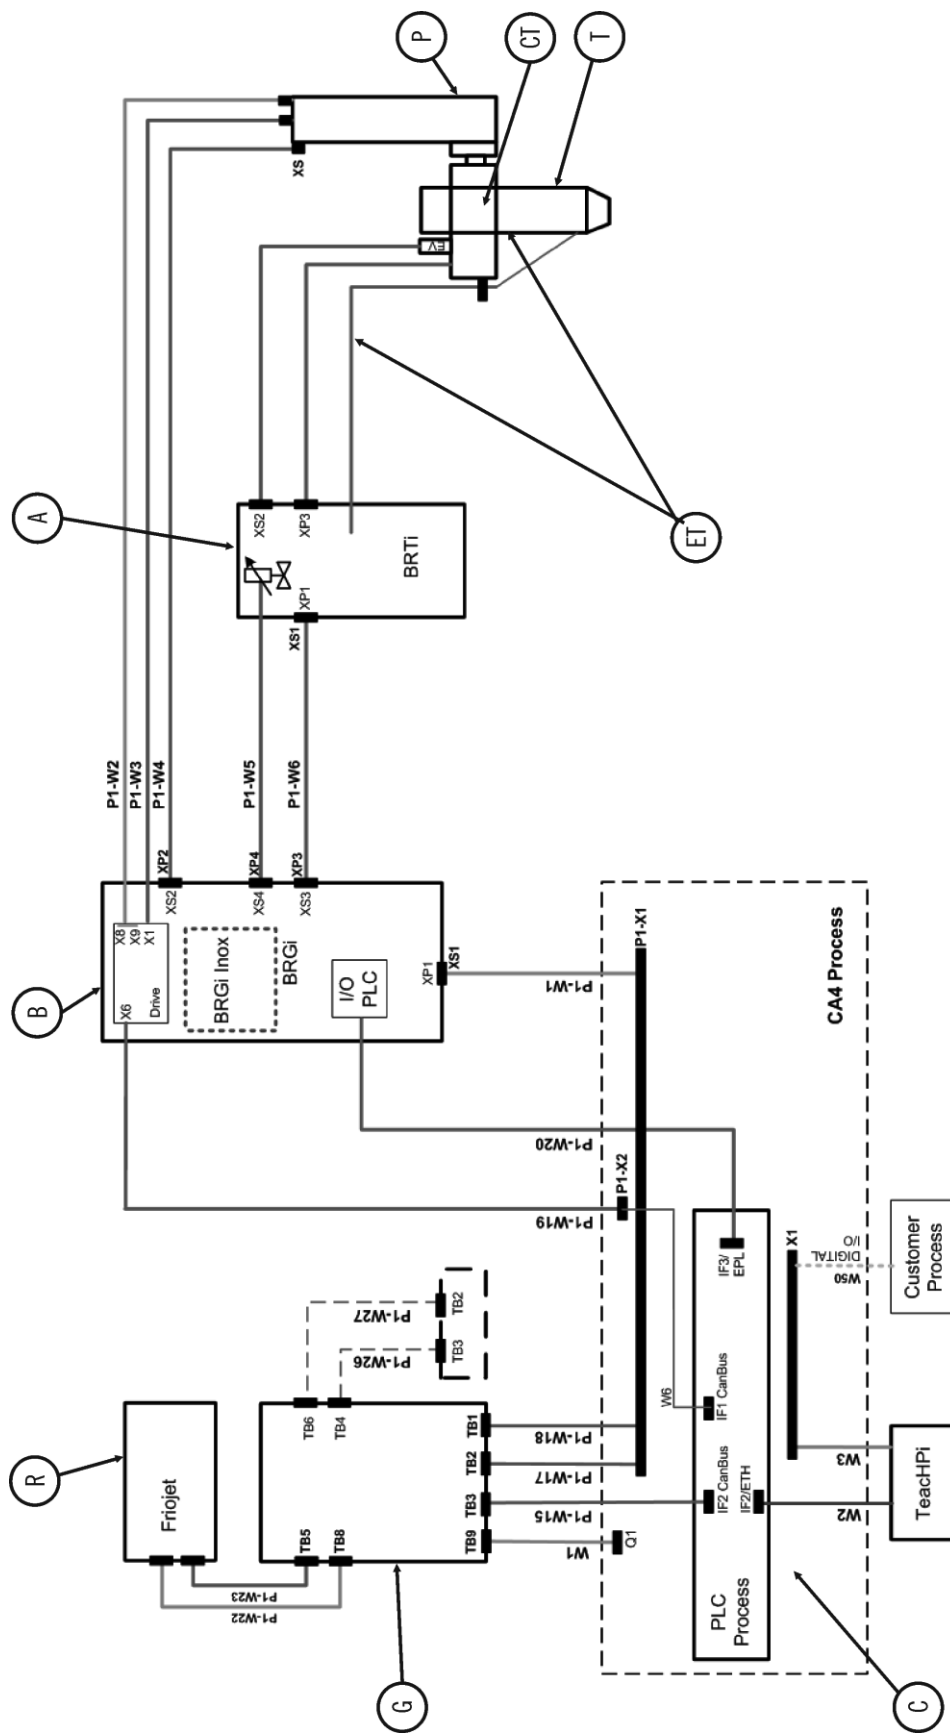 P
CT
T
XS
EV
A
XS2
XP3
XP1
XS1
BRTi
ET
P1-W2
P1-W3
P1-W4
P1-W5
P1-W6
XP2
XP4
XP3
XS2
XS4
XS3
B
X8
X9
X1
X6
Drive
BRGi Inox
BRGi
I/O
PLC
XP1
XS1
P1-W1
P1-X1
CA4 Process
P1-W20
P1-X2
P1-W19
IF3/
EPL
X1
DIGITAL
I/O
W50
Customer
Process
TB2
P1-W27
TB3
P1-W26
W6
IF1 CanBus
R
Friojet
TB6
TB4
TB1
P1-W18
TB2
P1-W17
TB3
P1-W15
TB9
W1
Q1
TB5
TB8
P1-W23
P1-W22
IF2 CanBus
IF2/ETH
W3
W2
TeacHPi
PLC
Process
G
C